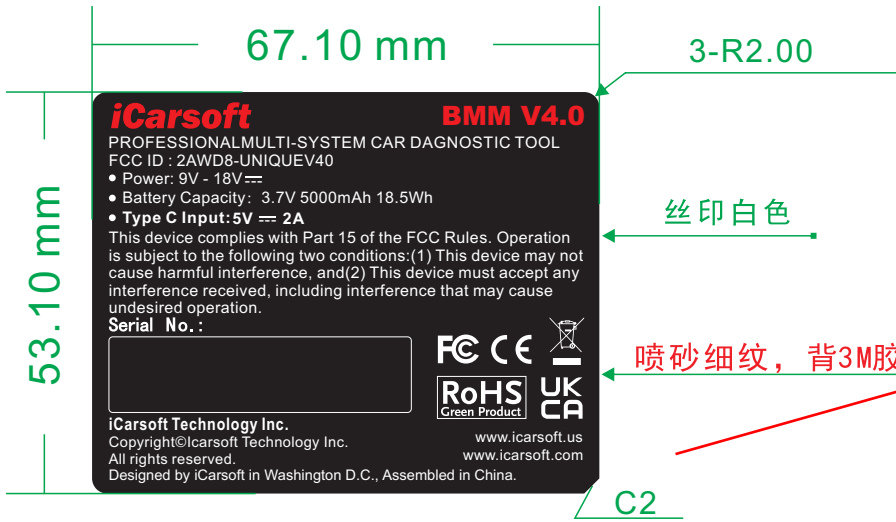 67.10 mm
3-R2.00
53.10 mm
iCarsoft
BMM V4.0
PROFESSIONALMULTI-SYSTEM CAR DAGNOSTIC TOOL
FCC ID : 2AWD8-UNIQUEV40
• Power: 9V - 18V⎓
• Battery Capacity: 3.7V 5000mAh 18.5Wh
• Type C Input:5V ⎓ 2A
This device complies with Part 15 of the FCC Rules. Operation
is subject to the following two conditions:(1) This device may not
cause harmful interference, and(2) This device must accept any
interference received, including interference that may cause
undesired operation.
Serial No.:
丝印白色
FC CE
喷砂细纹，背3M胶
RoHS
Green Product
UK
CA
iCarsoft Technology Inc.
Copyright©Icarsoft Technology Inc.
All rights reserved.
Designed by iCarsoft in Washington D.C., Assembled in China.
www.icarsoft.us
www.icarsoft.com
C2